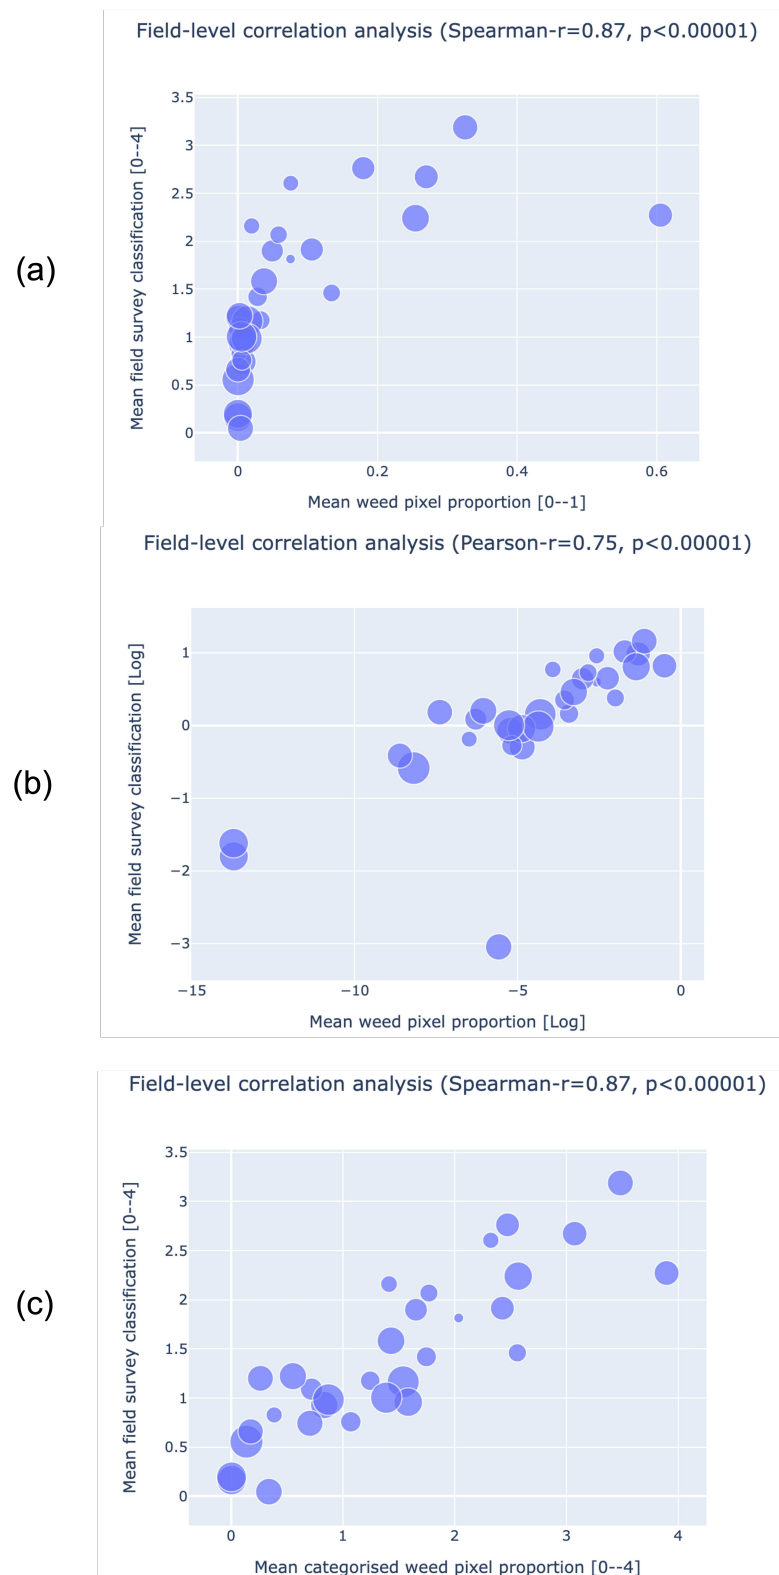 Field-level correlation analysis (Spearman-r=0.87, p<0.00001)
3.5
3
2.5
2
1.5
1
0.5
0
Mean field survey classification [0--4]
(a)
0 0.2 0.4 0.6
Mean weed pixel proportion [0--1]
Field-level correlation analysis (Pearson-r=0.75, p<0.00001)
1
0
−1
−2
−3
Mean field survey classification [Log]
(b)
−15 −10 −5 0
Mean weed pixel proportion [Log]
Field-level correlation analysis (Spearman-r=0.87, p<0.00001)
3.5
3
2.5
2
1.5
1
0.5
0
Mean field survey classification [0--4]
(c)
0 1 2 3 4
Mean categorised weed pixel proportion [0--4]